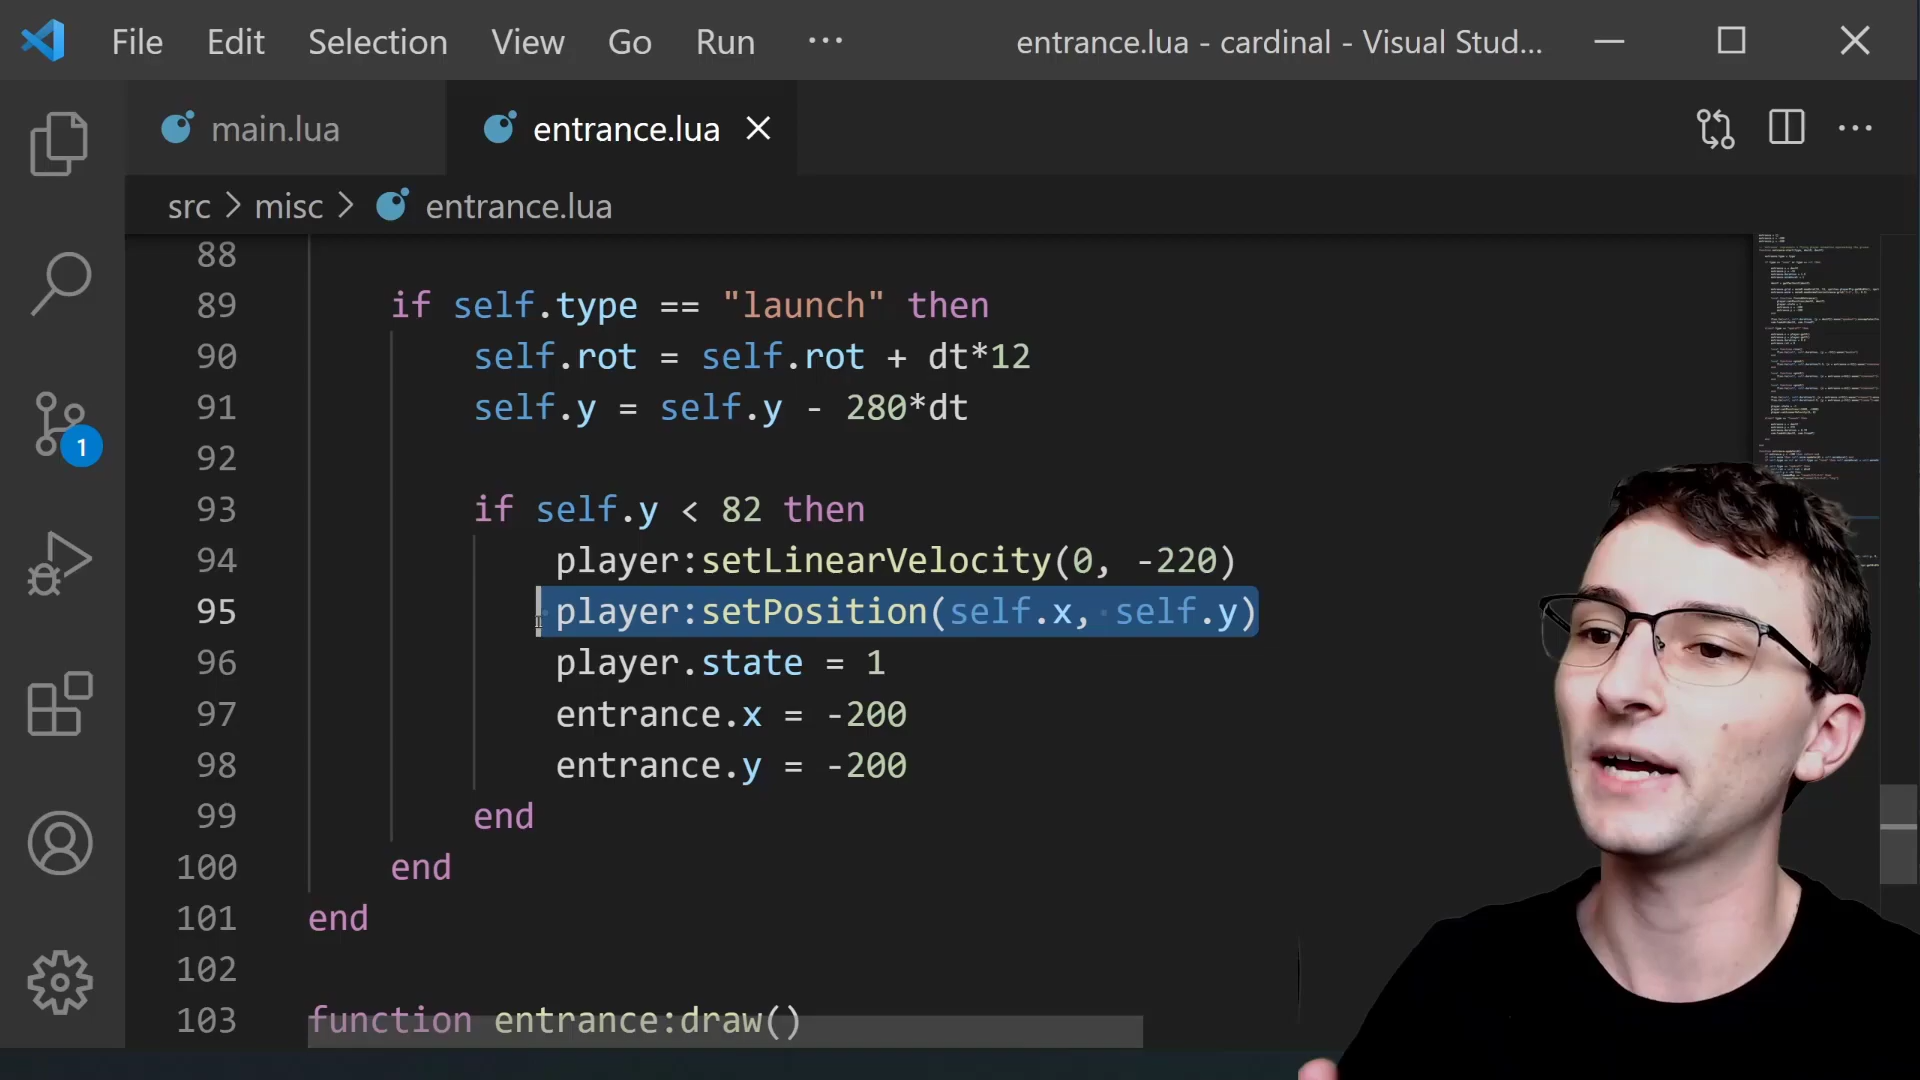 File Edit Selection View Go Run ··· entrance.lua - cardinal - Visual Stud...
main.lua entrance.lua
src > misc > entrance.lua
88
89 if self.type == "launch" then
90 self.rot = self.rot + dt*12
91 self.y = self.y - 280*dt
92
93 if self.y < 82 then
94 player:setLinearVelocity(0, -220)
95 player:setPosition(self.x, self.y)
96 player.state = 1
97 entrance.x = -200
98 entrance.y = -200
99 end
100 end
101 end
102
103 function entrance:draw()
1